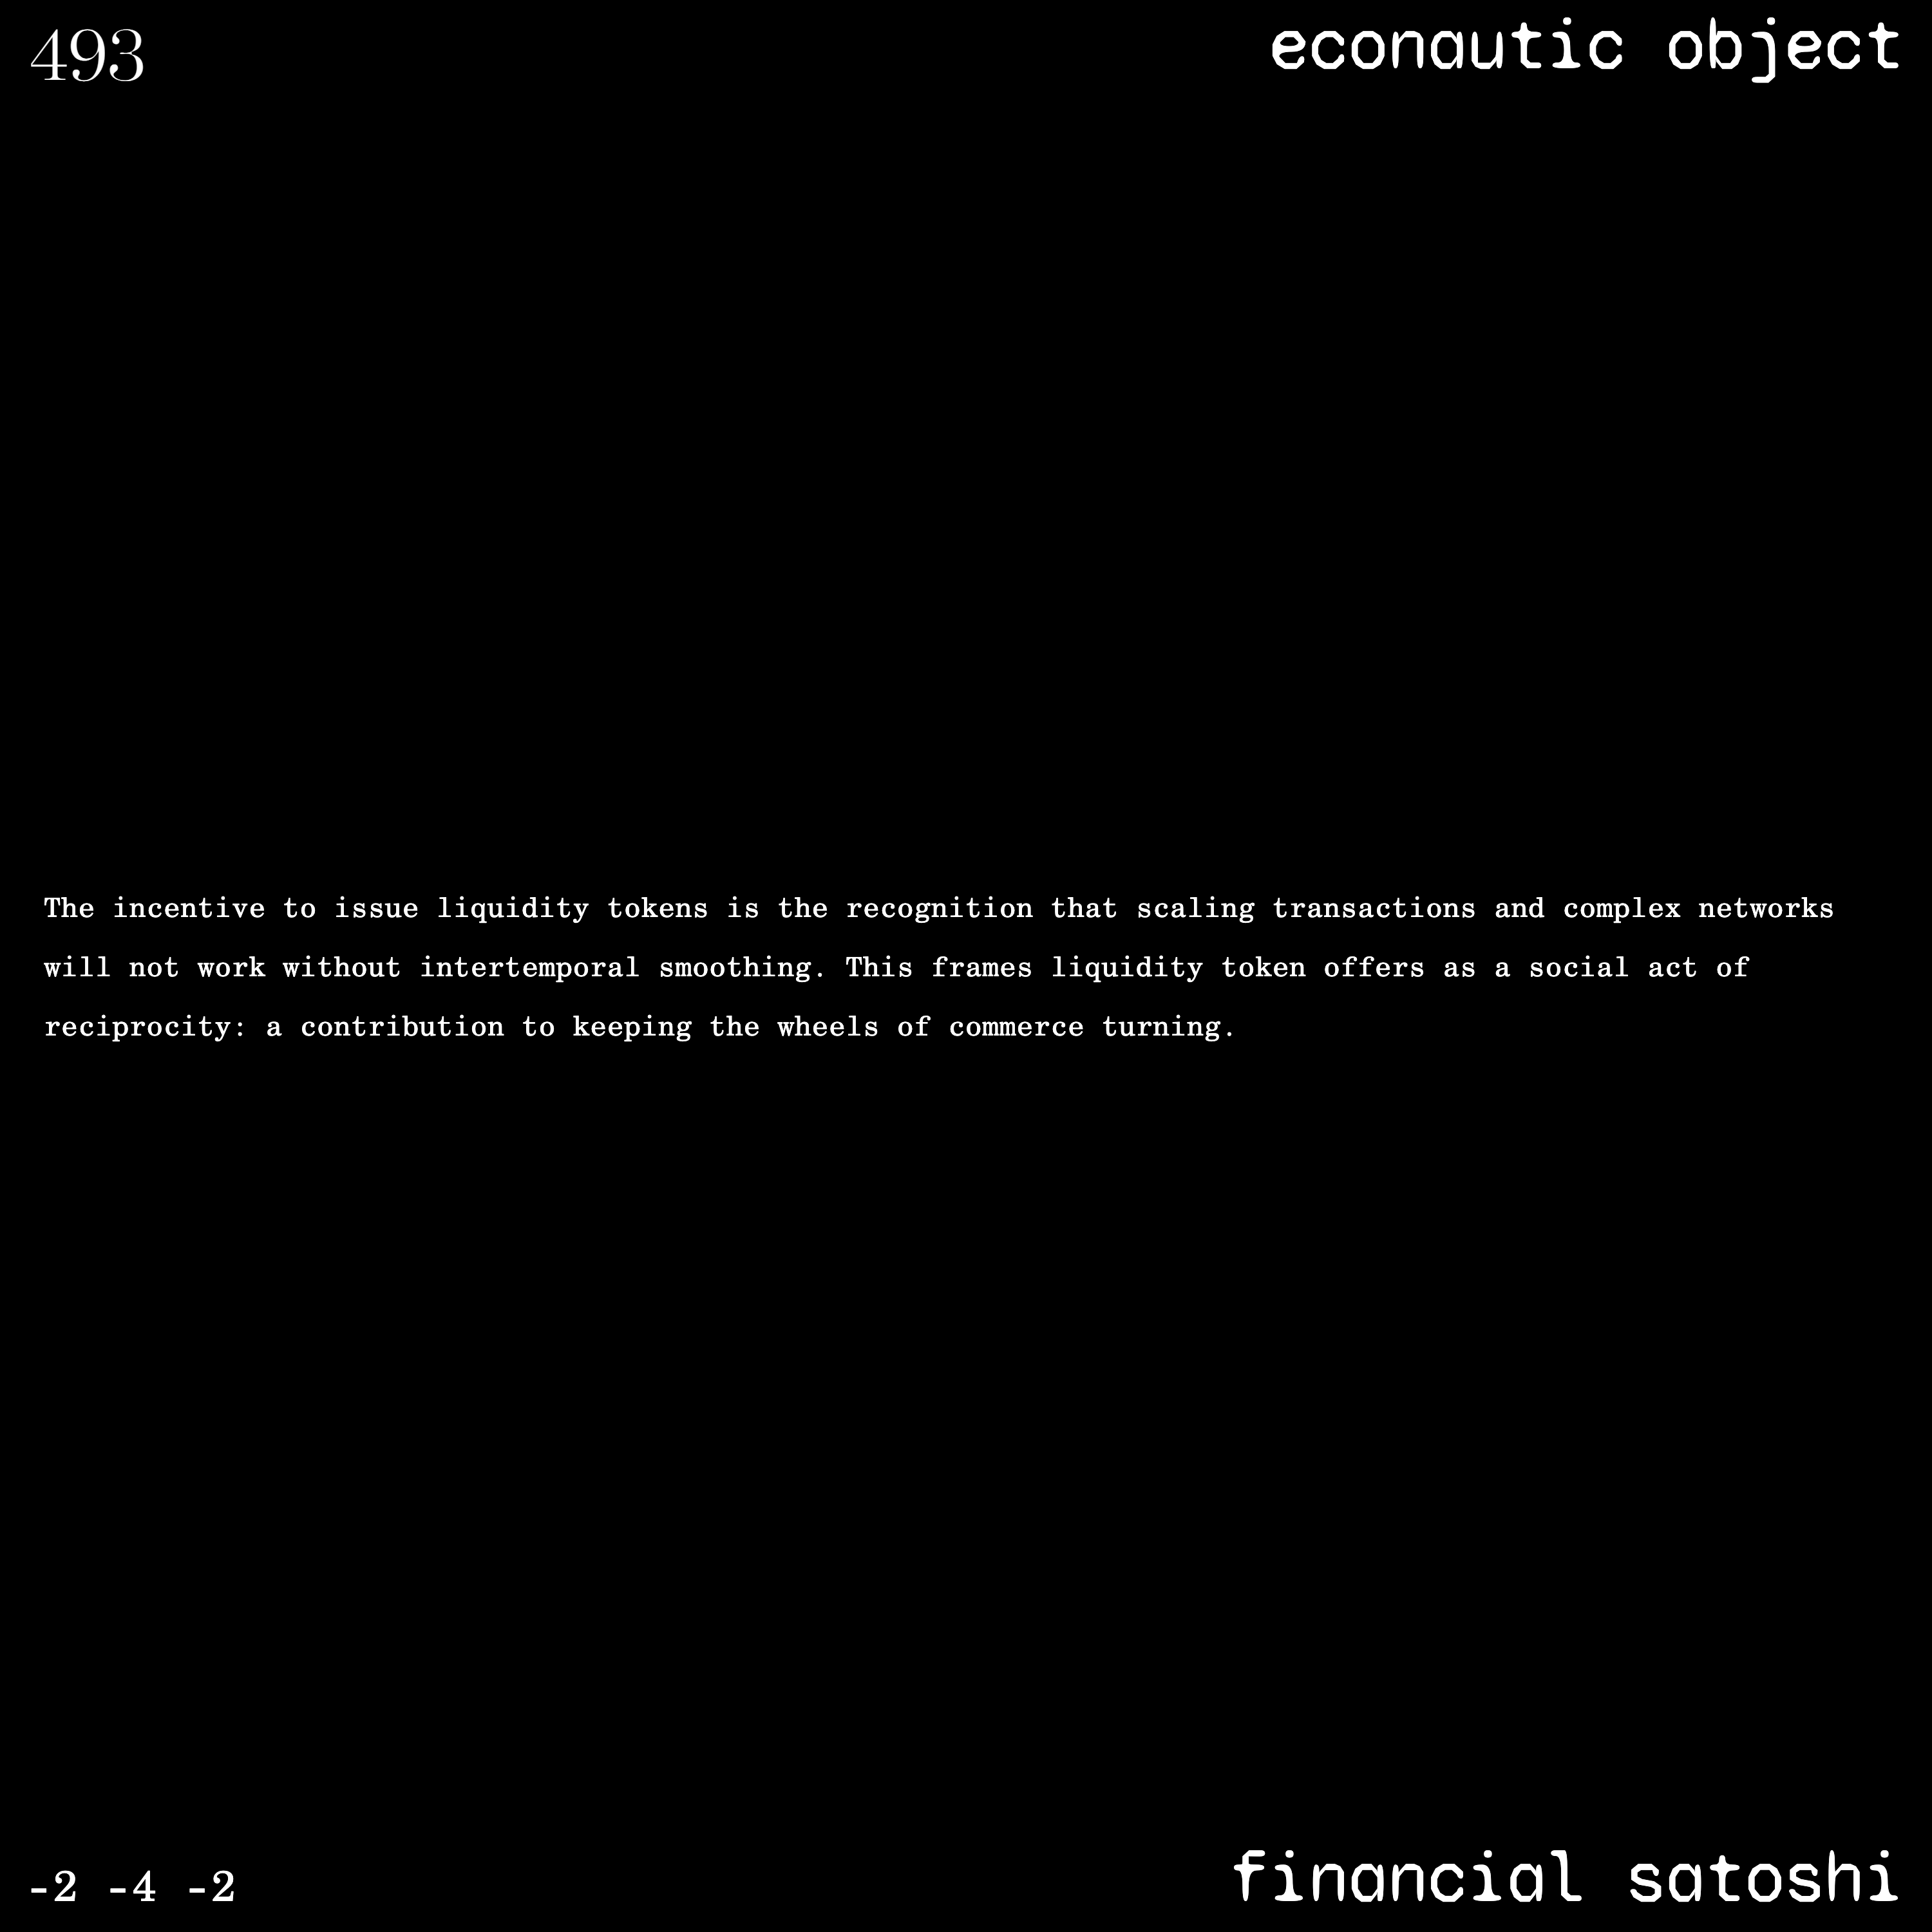 493
econautic object
The incentive to issue liquidity tokens is the recognition that scaling transactions and complex networks
will not work without intertemporal smoothing. This frames liquidity token offers as a social act of
reciprocity: a contribution to keeping the wheels of commerce turning.
-2 -4 -2
financial satoshi